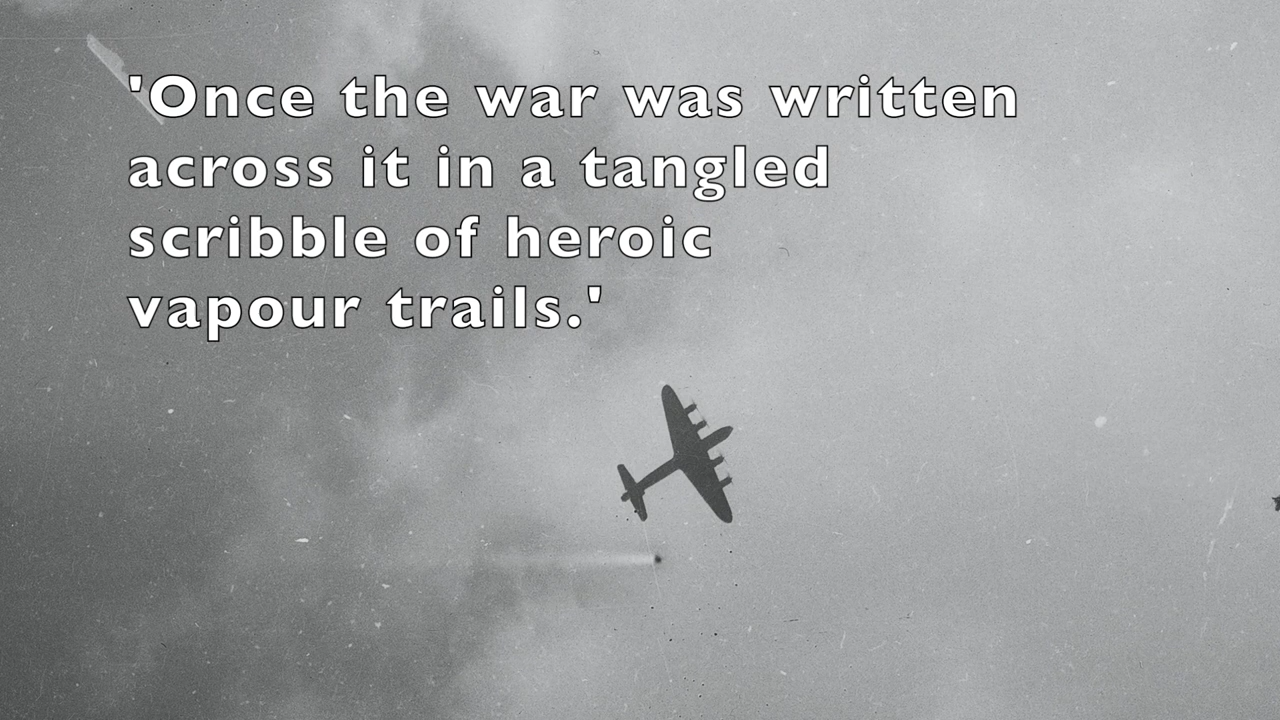 'Once the war was written
across it in a tangled
scribble of heroic
vapour trails.'